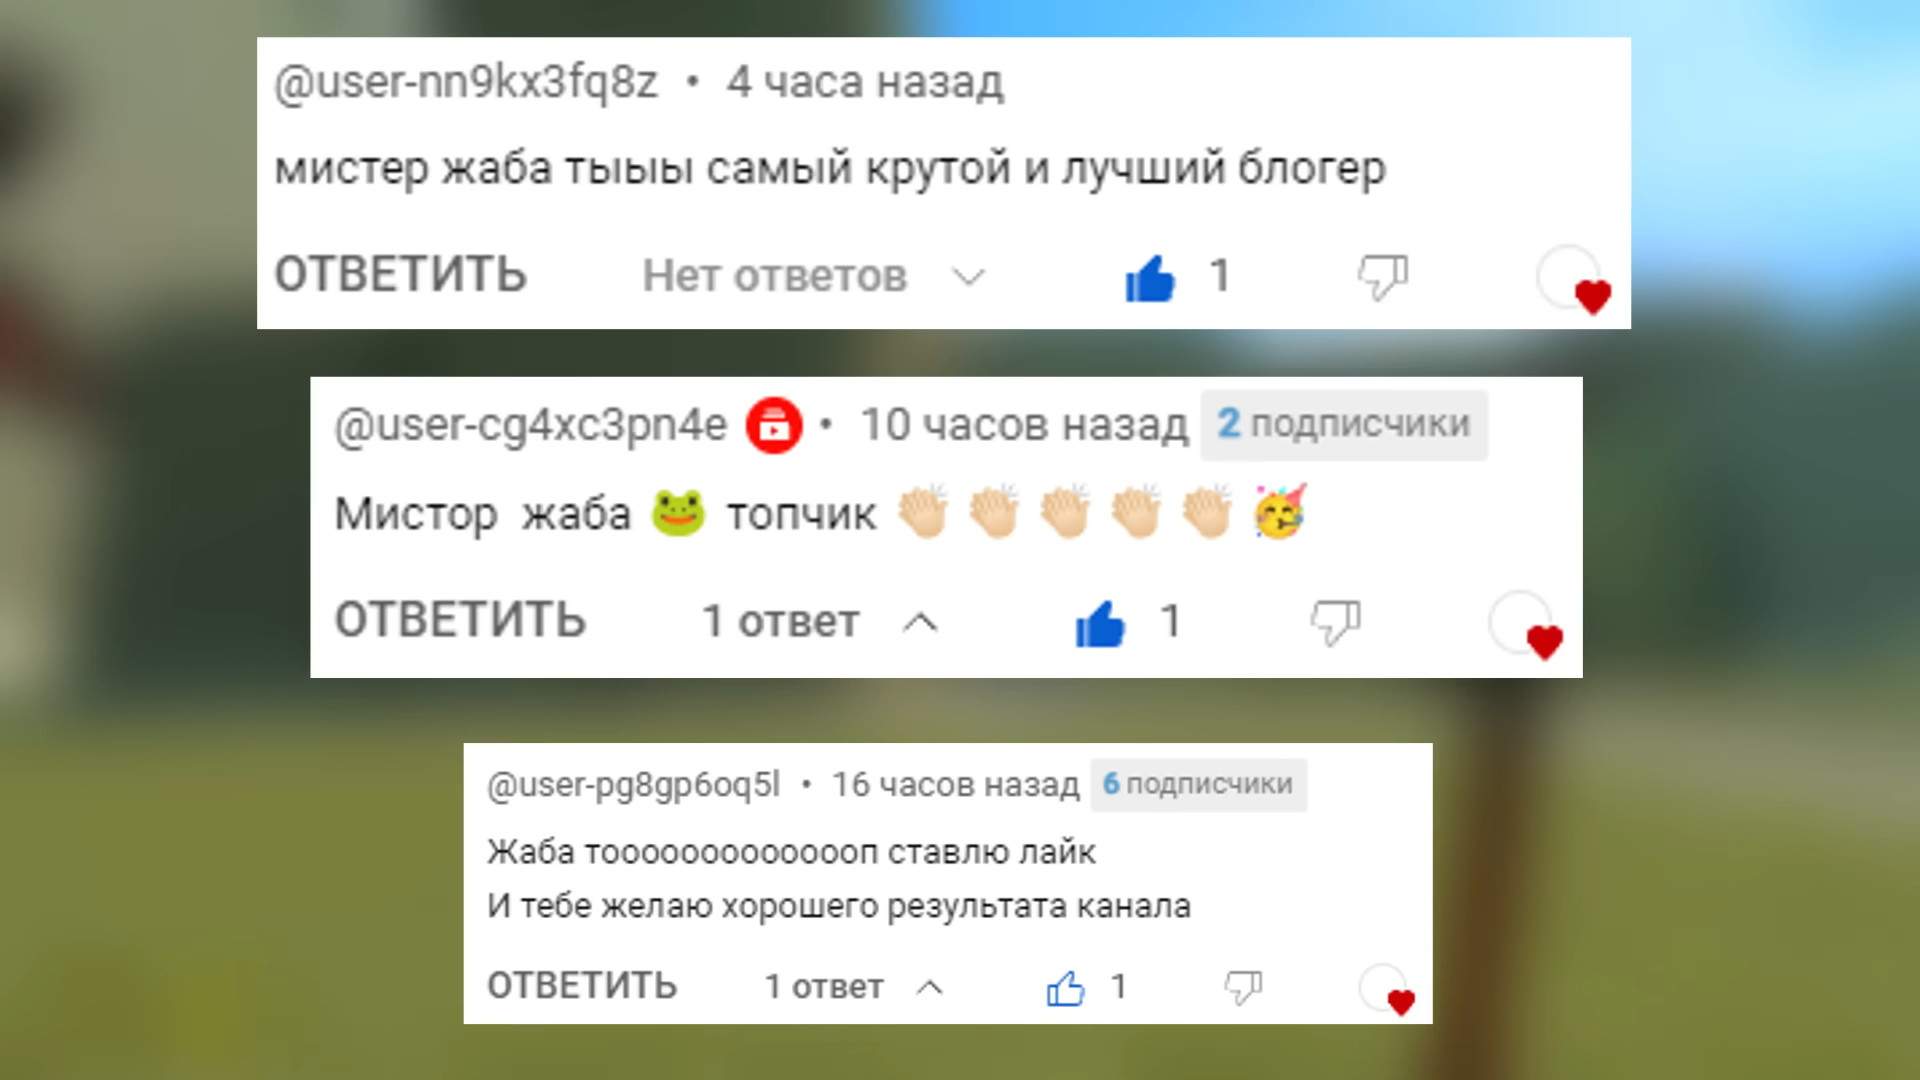 @user-nn9kx3fq8z • 4 часа назад
мистер жаба тыыы самый крутой и лучший блогер
ОТВЕТИТЬ Нет ответов 1
@user-cg4xc3pn4e • 10 часов назад 2 подписчики
Мистор жаба 🐸 топчик 👏🏻 👏🏻 👏🏻 👏🏻 👏🏻 🥳
ОТВЕТИТЬ 1 ответ 1
@user-pg8gp6oq5l • 16 часов назад 6 подписчики
Жаба тооооооооооооооп ставлю лайк
И тебе желаю хорошего результата канала
ОТВЕТИТЬ 1 ответ 1